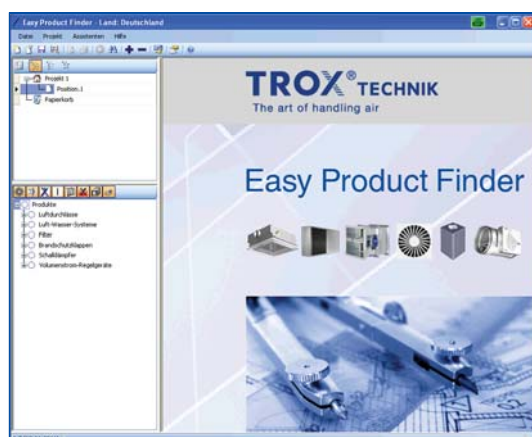 Easy Product Finder - Land: Deutschland
Datei Projekt Assistenten Hilfe
Projekt 1
Position.1
Papierkorb
TROX® TECHNIK
The art of handling air
Easy Product Finder
Produkte
Luftdurchlässe
Luft-Wasser-Systeme
Filter
Brandschutzklappen
Schalldämpfer
Volumenstrom-Regelgeräte